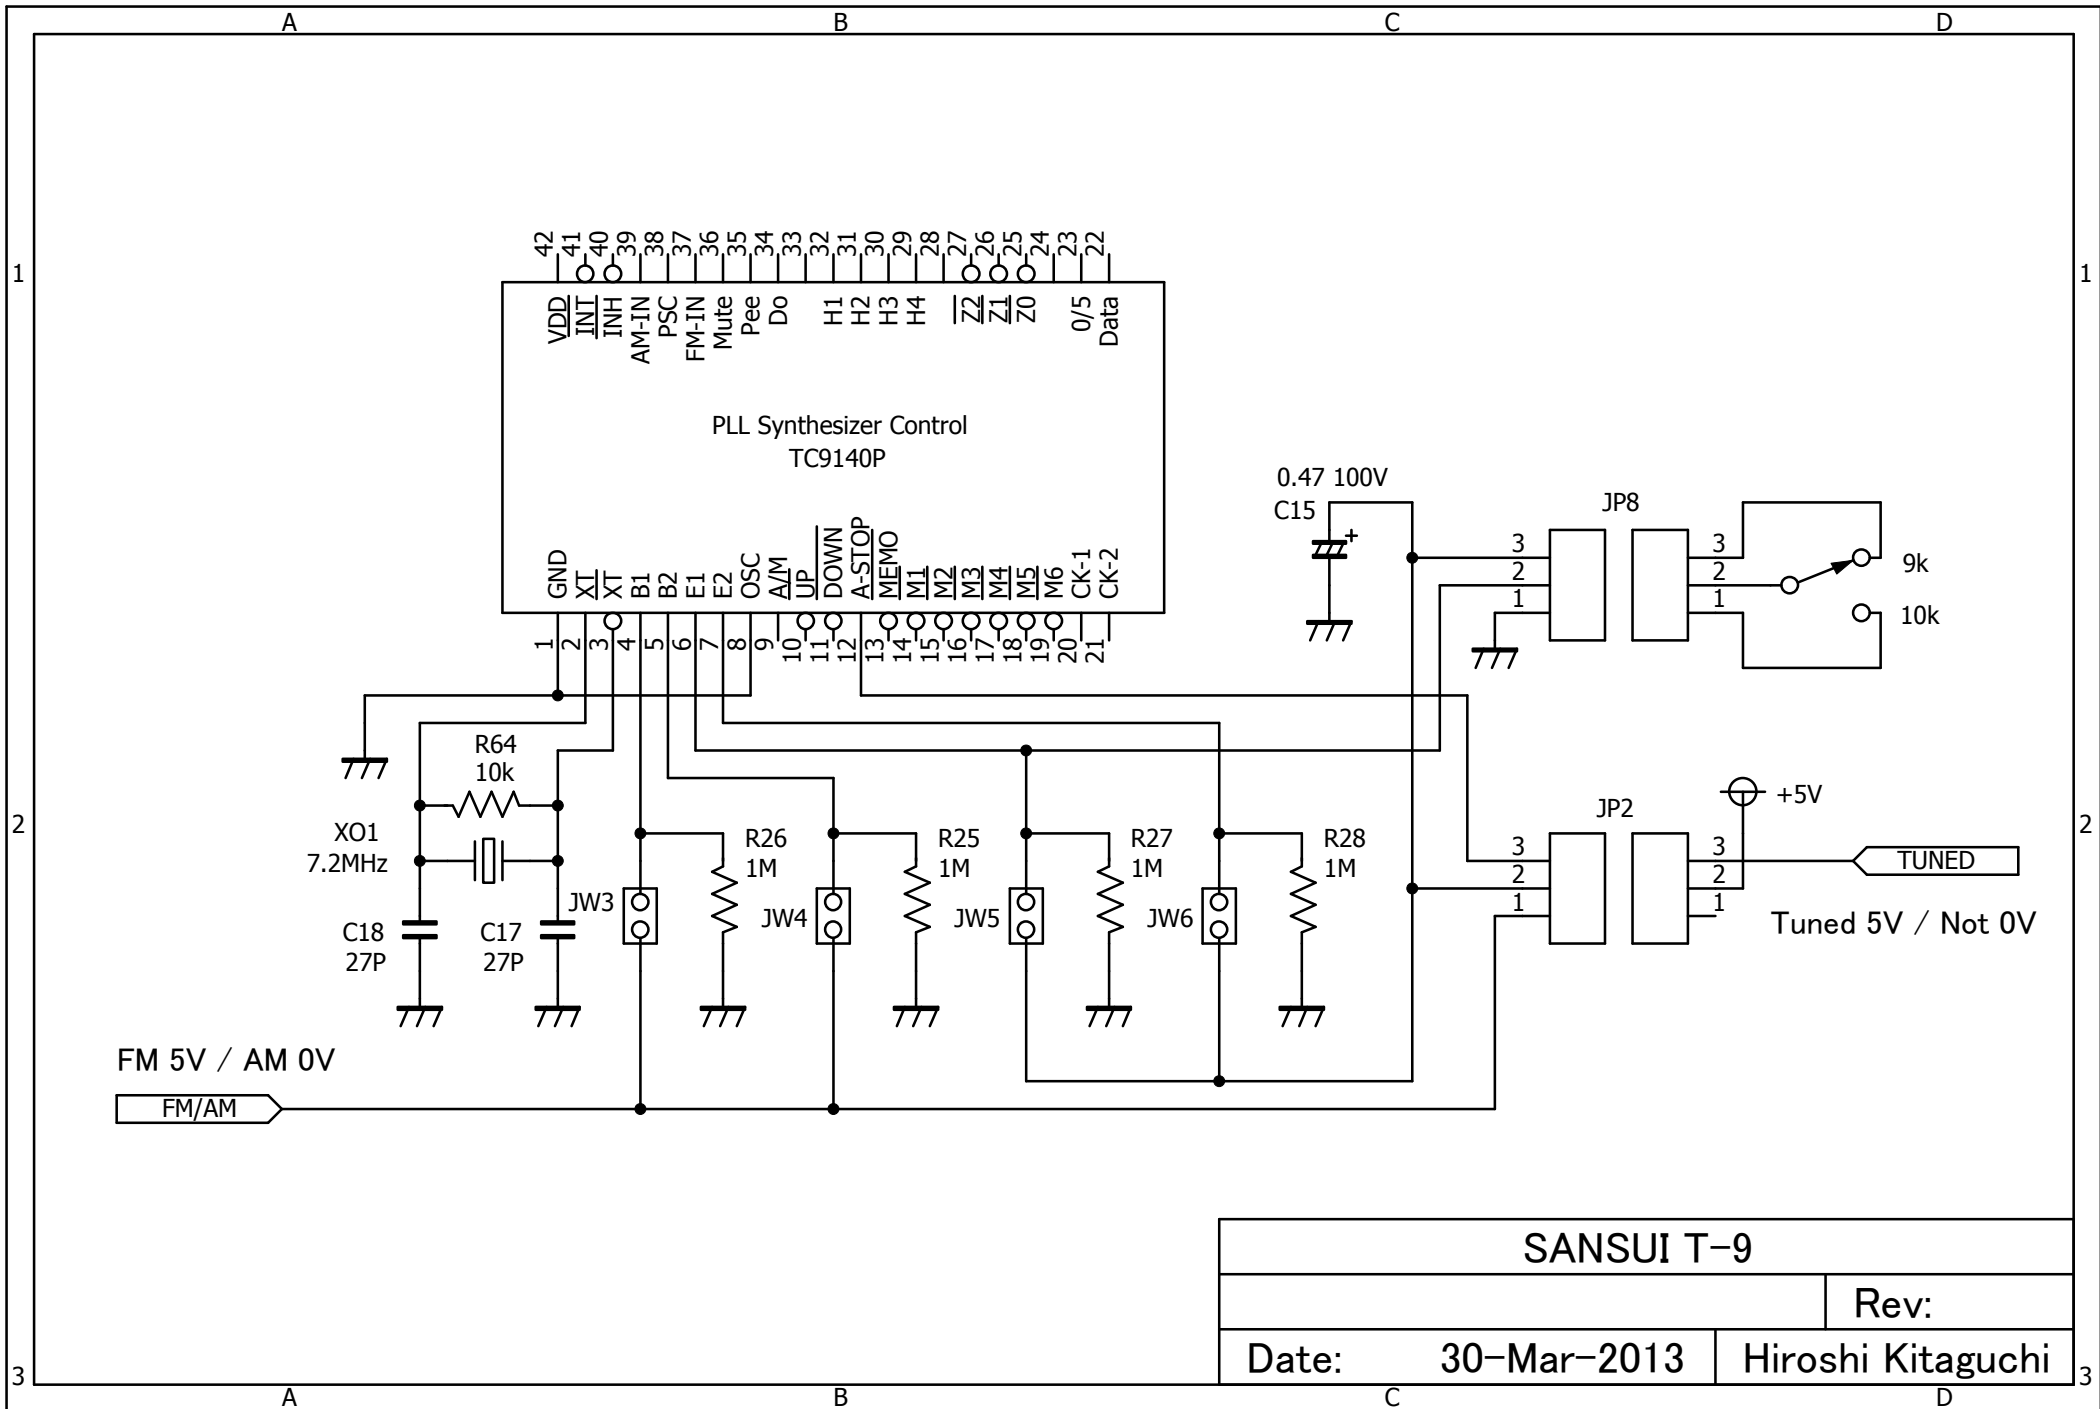 A B C D
1 1
42 41 40 39 38 37 36 35 34 33 32 31 30 29 28 27 26 25 24 23 22
VDD INT INH AM-IN PSC FM-IN Mute Pee Do H1 H2 H3 H4 Z2 Z1 Z0 0/5 Data
PLL Synthesizer Control
TC9140P
GND XT XT B1 B2 E1 E2 OSC A/M UP DOWN A-STOP MEMO M1 M2 M3 M4 M5 M6 CK-1 CK-2
1 2 3 4 5 6 7 8 9 10 11 12 13 14 15 16 17 18 19 20 21
0.47 100V
C15
+
JP8
3 3
2 2
1 1
9k
10k
2 2
R64
10k
XO1
7.2MHz
C18
27P
C17
27P
JW3
R26
1M
JW4
R25
1M
JW5
R27
1M
JW6
R28
1M
JP2
+5V
3 3
2 2
1 1
TUNED
Tuned 5V / Not 0V
FM 5V / AM 0V
FM/AM
SANSUI T-9
Rev:
Date: 30-Mar-2013 Hiroshi Kitaguchi
3 3
A B C D